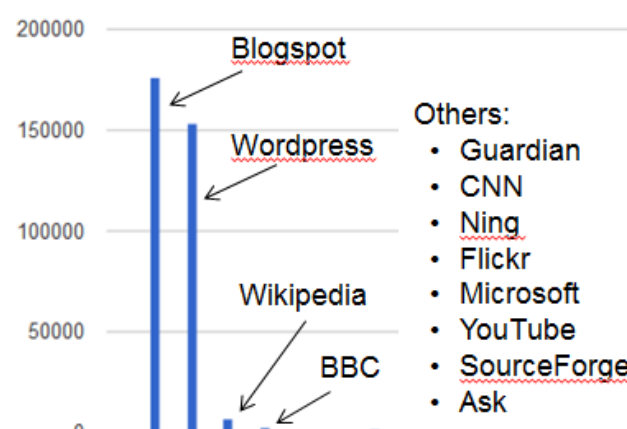 200000
Blogspot
150000
Others:
Wordpress
• Guardian
• CNN
100000
• Ning
• Flickr
Wikipedia
• Microsoft
50000
• YouTube
BBC
• SourceForge
• Ask
0